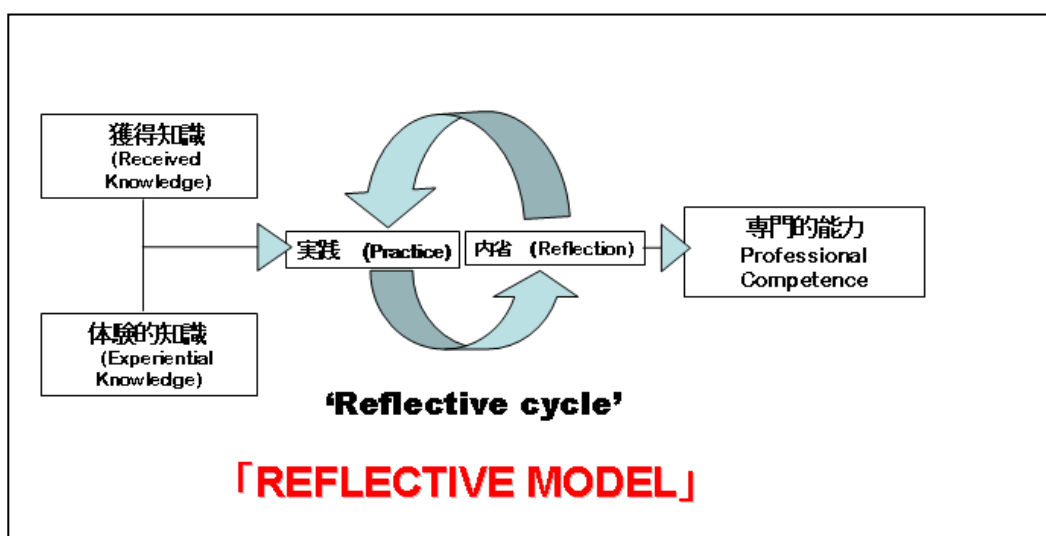 獲得知識
(Received
Knowledge)
実践 (Practice)
内省 (Reflection)
専門的能力
Professional
Competence
体験的知識
(Experiential
Knowledge)
‘Reflective cycle’
「REFLECTIVE MODEL」